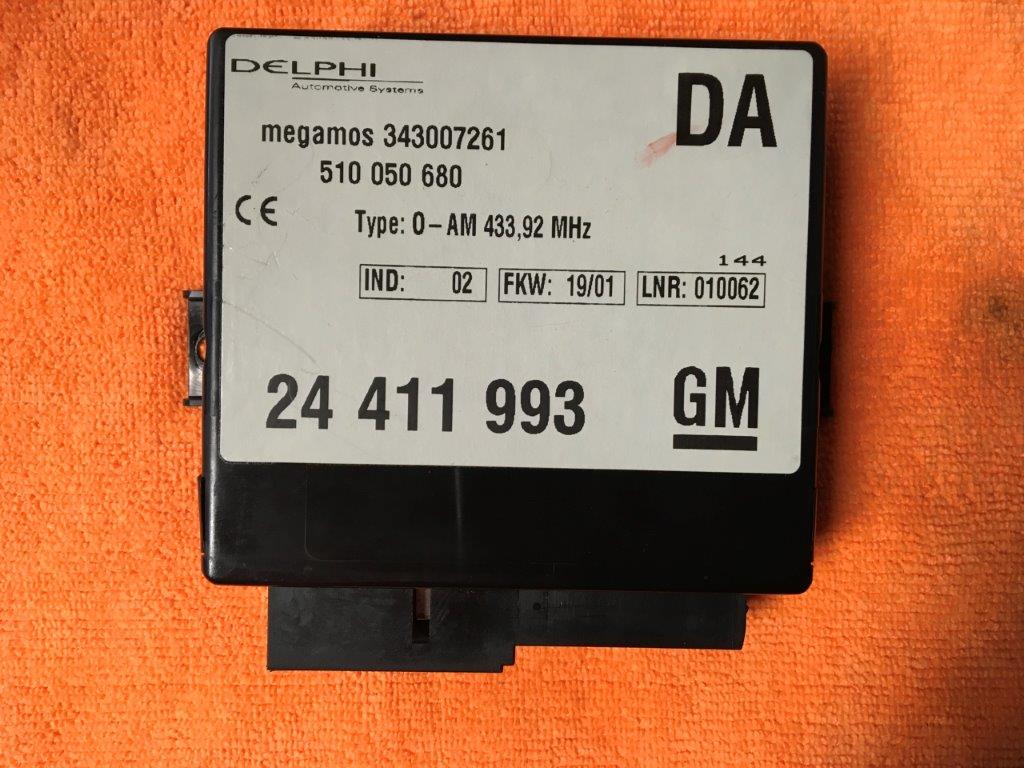 DELPHI
Automotive Systems
DA
megamos 343007261
510 050 680
CE
Type: O-AM 433,92 MHz
144
IND: 02 FKW: 19/01 LNR: 010062
24 411 993 GM